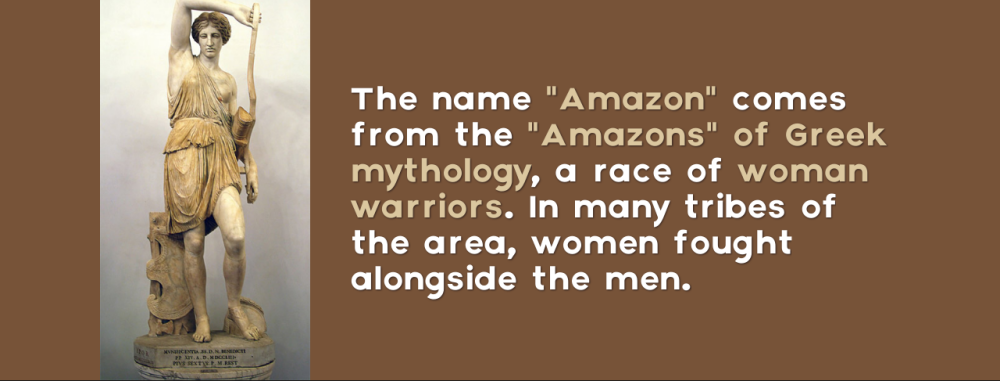 The name "Amazon" comes
from the "Amazons" of Greek
mythology, a race of woman
warriors. In many tribes of
the area, women fought
alongside the men.